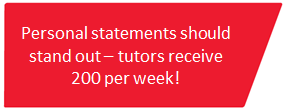 Personal statements should
stand out – tutors receive
200 per week!